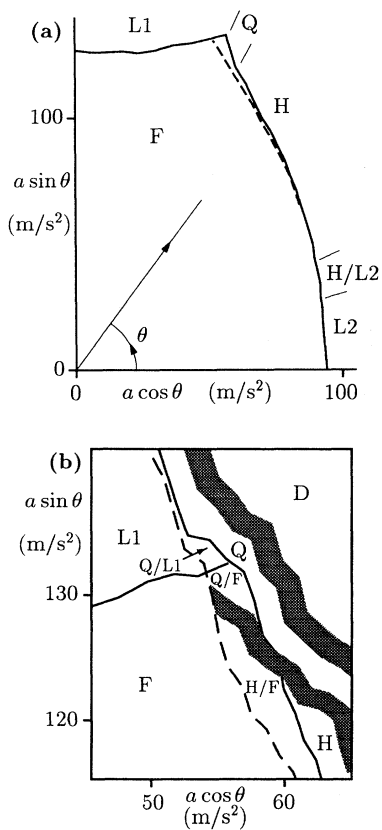 (a)
L1
/Q
100
H
F
a sin θ
(m/s²)
θ
H/L2
L2
0
0
a cos θ (m/s²)
100
(b)
a sin θ
(m/s²)
D
L1
Q
Q/L1
Q/F
130
F
H/F
120
H
50
a cos θ
60
(m/s²)